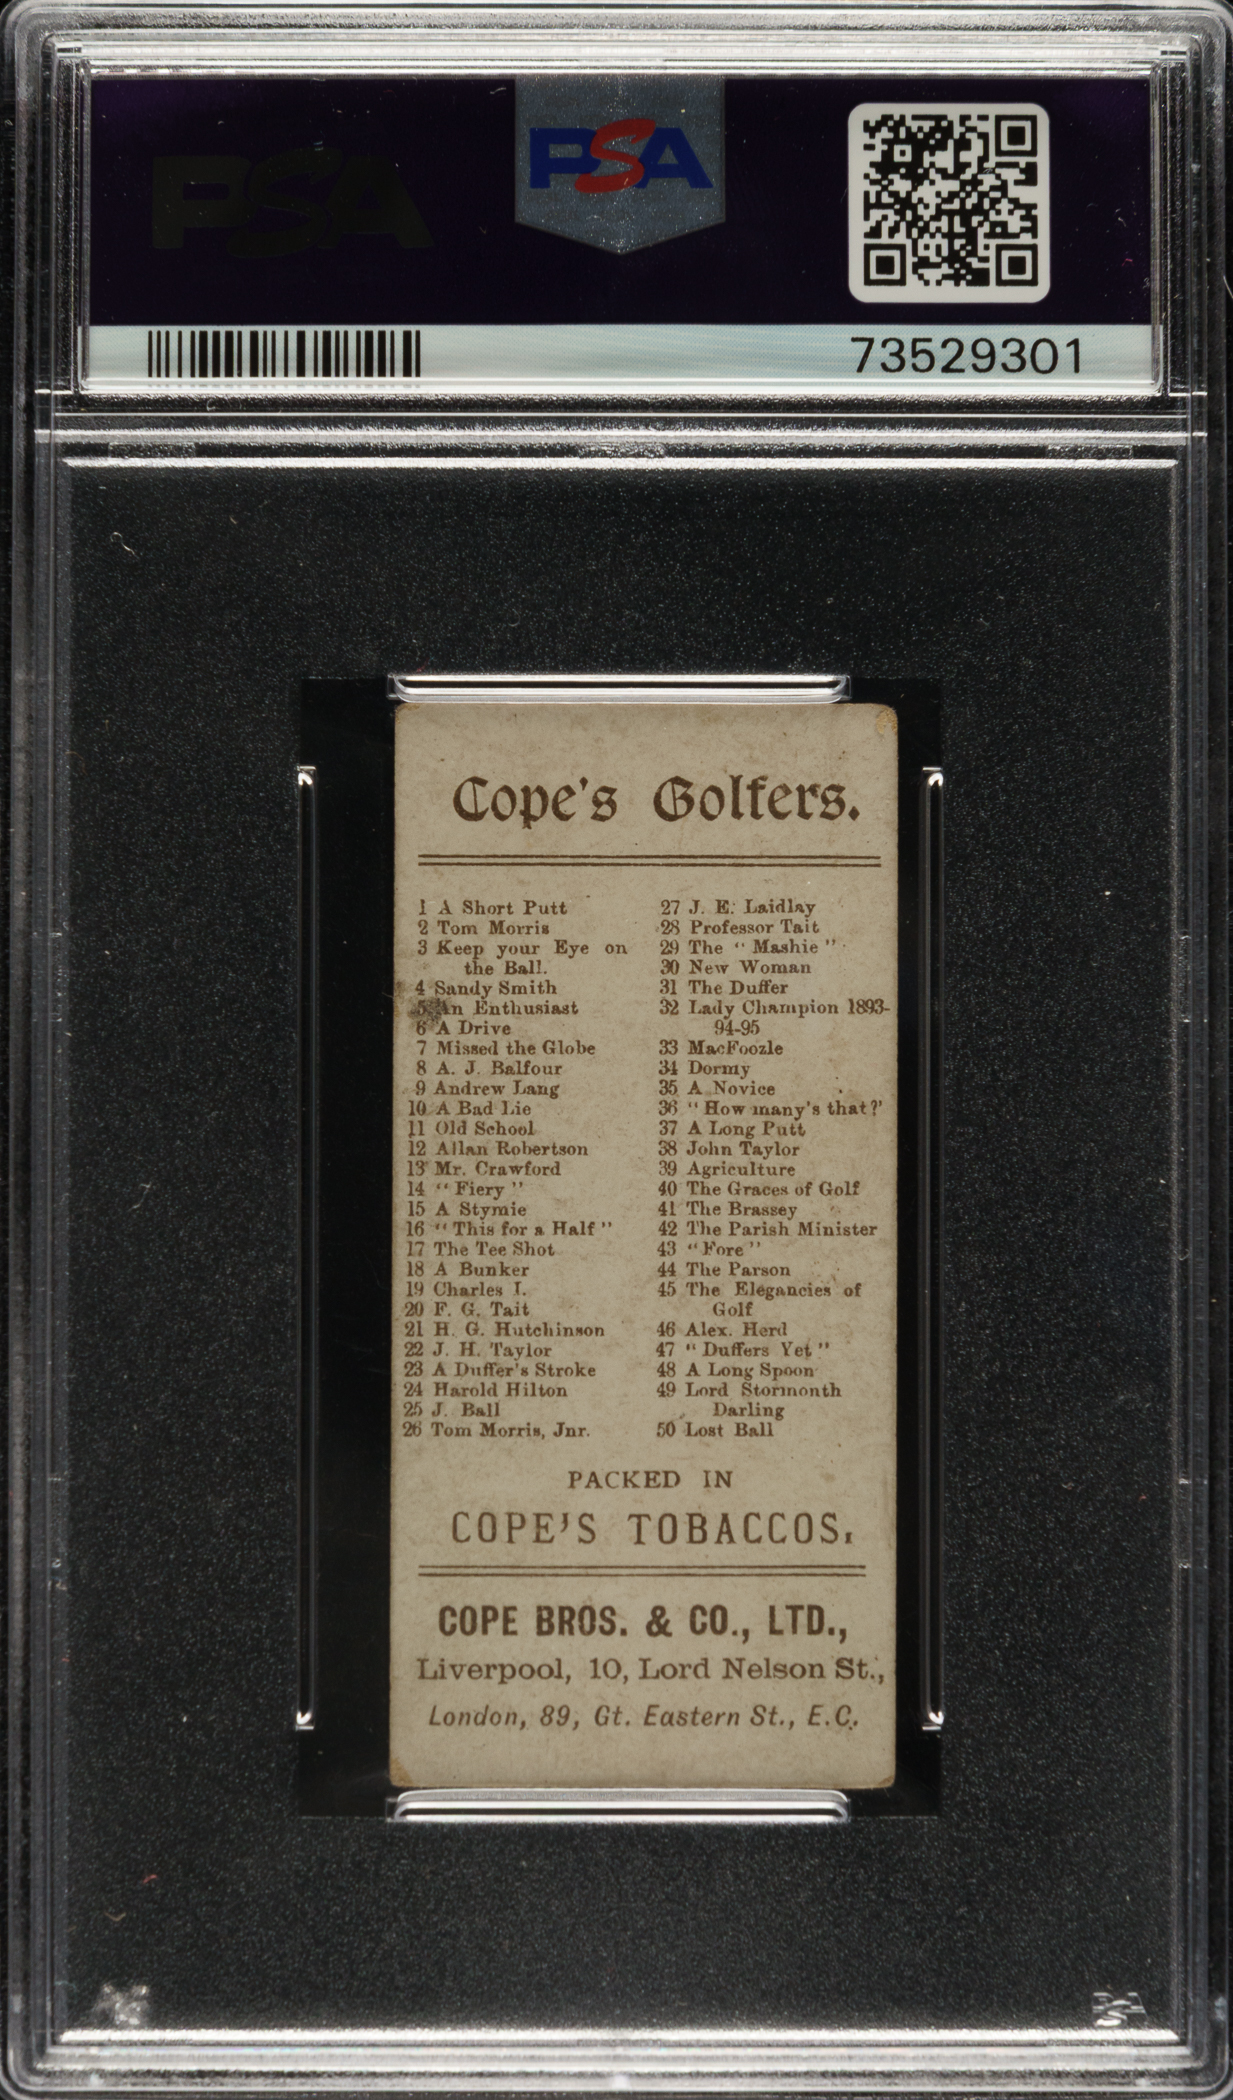 PSA
PSA
73529301
Cope's Golfers.
1 A Short Putt
2 Tom Morris
3 Keep your Eye on
the Ball.
4 Sandy Smith
5 An Enthusiast
6 A Drive
7 Missed the Globe
8 A. J. Balfour
9 Andrew Lang
10 A Bad Lie
11 Old School
12 Allan Robertson
13 Mr. Crawford
14 "Fiery"
15 A Stymie
16 "This for a Half"
17 The Tee Shot
18 A Bunker
19 Charles I.
20 F. G. Tait
21 H. G. Hutchinson
22 J. H. Taylor
23 A Duffer's Stroke
24 Harold Hilton
25 J. Ball
26 Tom Morris, Jnr.
27 J. E. Laidlay
28 Professor Tait
29 The "Mashie"
30 New Woman
31 The Duffer
32 Lady Champion 1893-
94-95
33 MacFoozle
34 Dormy
35 A Novice
36 "How many's that?'
37 A Long Putt
38 John Taylor
39 Agriculture
40 The Graces of Golf
41 The Brassey
42 The Parish Minister
43 "Fore"
44 The Parson
45 The Elegancies of
Golf
46 Alex. Herd
47 "Duffers Yet"
48 A Long Spoon
49 Lord Stormonth
Darling
50 Lost Ball
PACKED IN
COPE'S TOBACCOS.
COPE BROS. & CO., LTD.,
Liverpool, 10, Lord Nelson St.,
London, 89, Gt. Eastern St., E.C.
PSA